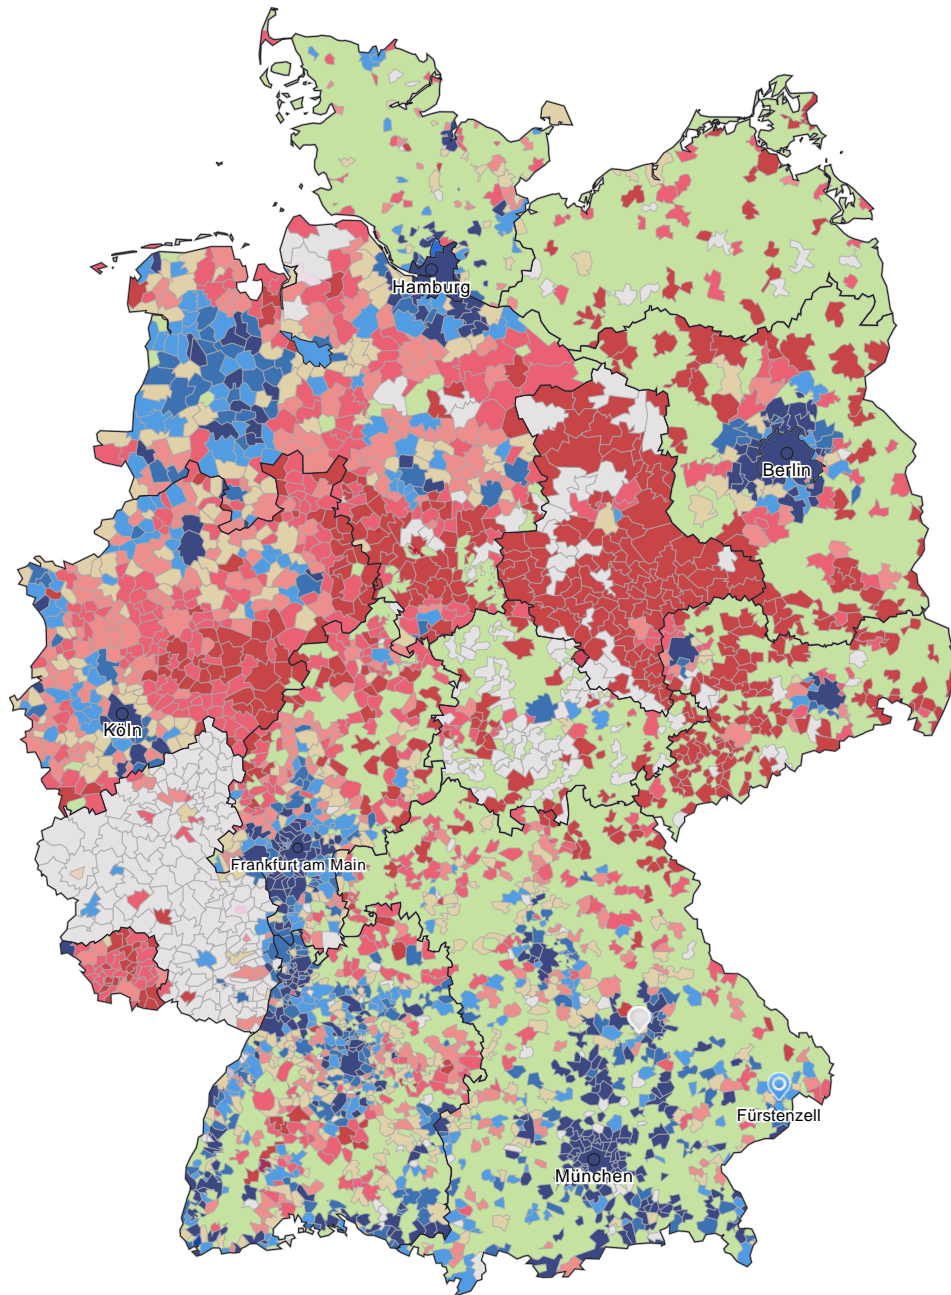 Hamburg
Berlin
Köln
Frankfurt am Main
Fürstenzell
München